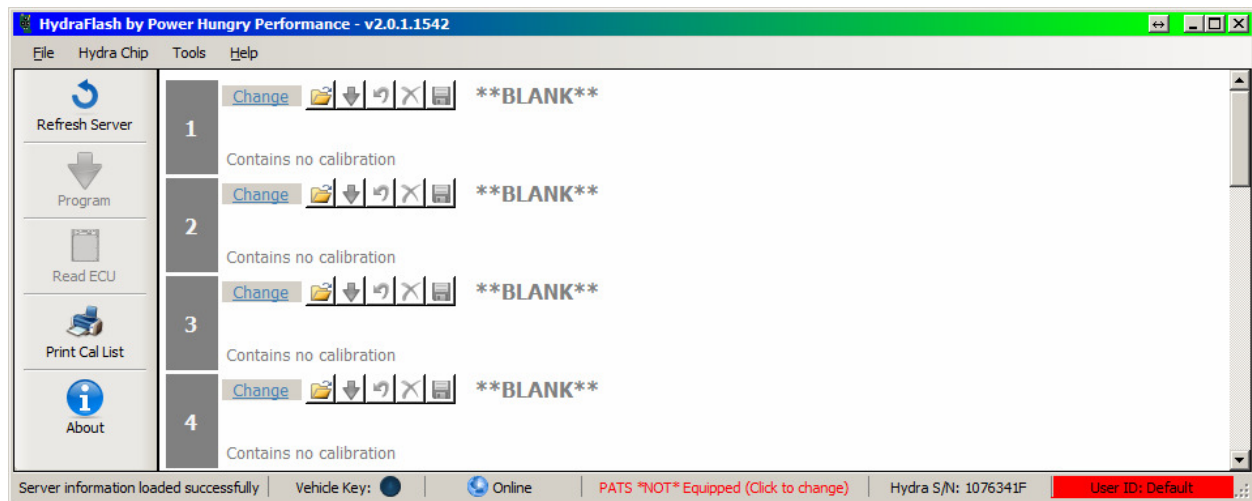 HydraFlash by Power Hungry Performance - v2.0.1.1542
File Hydra Chip Tools Help
Refresh Server
Program
Read ECU
Print Cal List
About
1
Change **BLANK**
Contains no calibration
2
Change **BLANK**
Contains no calibration
3
Change **BLANK**
Contains no calibration
4
Change **BLANK**
Contains no calibration
Server information loaded successfully Vehicle Key: Online PATS *NOT* Equipped (Click to change) Hydra S/N: 1076341F User ID: Default